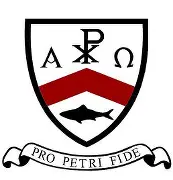 Α ☧ Ω
PRO PETRI FIDE